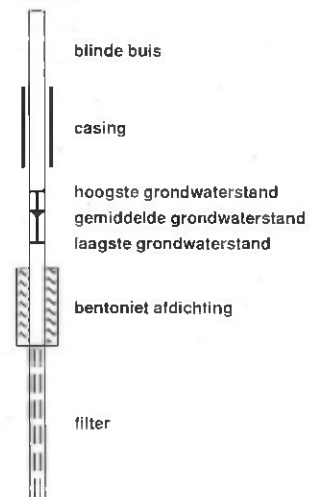 blinde buis
casing
hoogste grondwaterstand
gemiddelde grondwaterstand
laagste grondwaterstand
bentoniet afdichting
filter